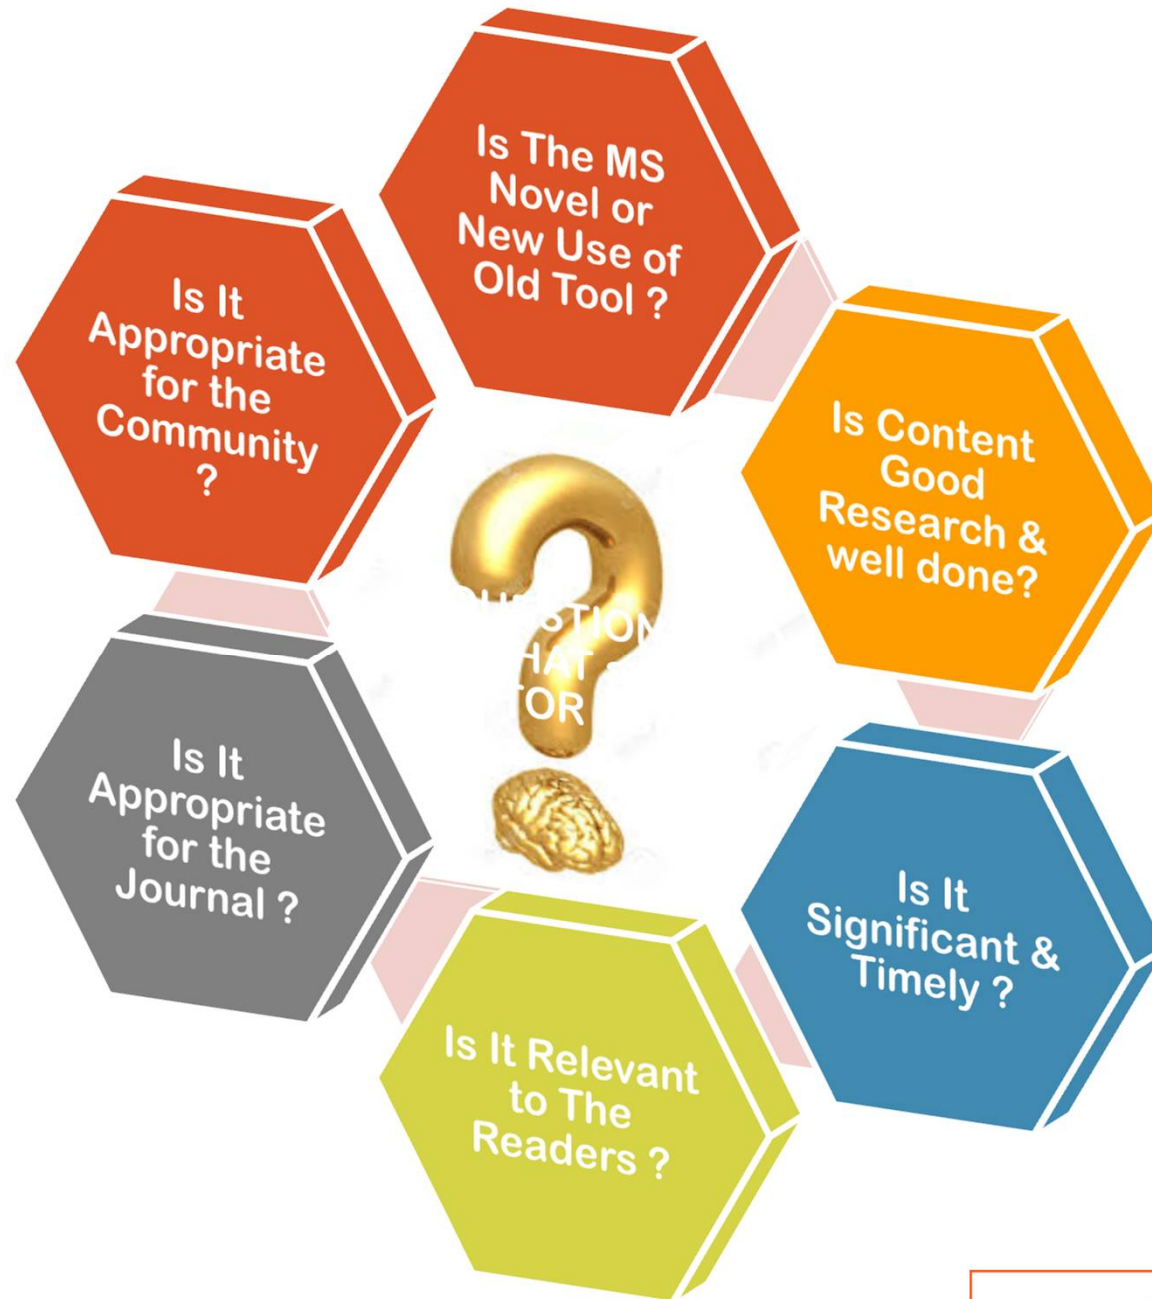 Is The MS
Novel or
New Use of
Old Tool ?
Is Content
Good
Research &
well done?
Is It
Significant &
Timely ?
Is It Relevant
to The
Readers ?
Is It
Appropriate
for the
Journal ?
Is It
Appropriate
for the
Community
?